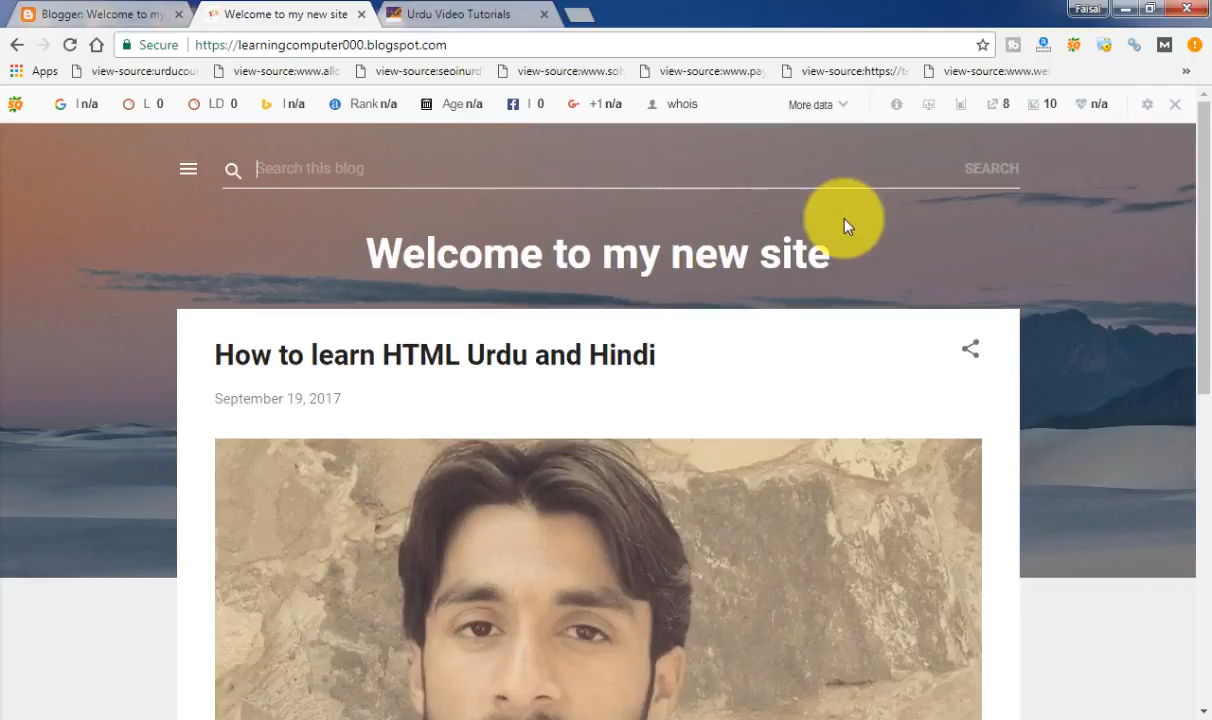 Blogger: Welcome to my
Welcome to my new site
Urdu Video Tutorials
Faisal
Secure https://learningcomputer000.blogspot.com
Apps view-source:urducou view-source:www.allc view-source:seoinurd view-source:www.sof view-source:www.pay view-source:https://te view-source:www.we
I n/a L 0 LD 0 I n/a Rank n/a Age n/a I 0 +1 n/a whois More data 8 10 n/a
Search this blog SEARCH
Welcome to my new site
How to learn HTML Urdu and Hindi
September 19, 2017